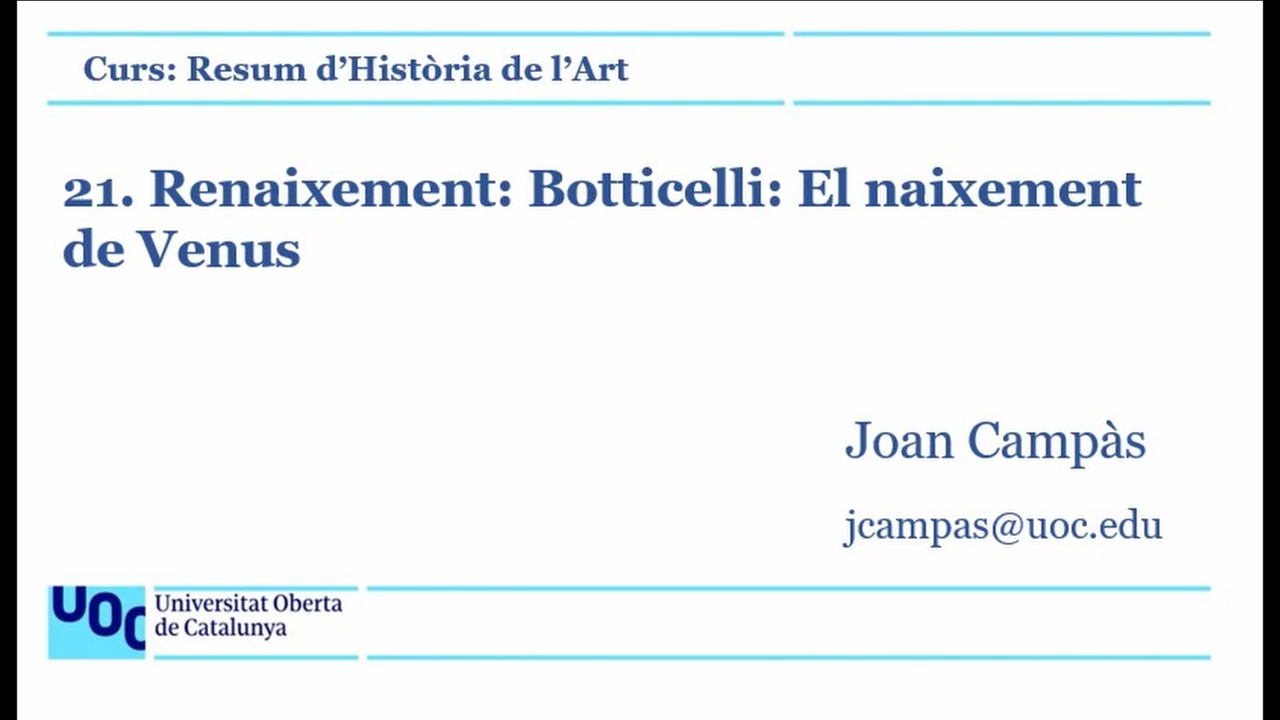 Curs: Resum d’Història de l’Art
21. Renaixement: Botticelli: El naixement
de Venus
Joan Campàs
jcampas@uoc.edu
UOC
Universitat Oberta
de Catalunya